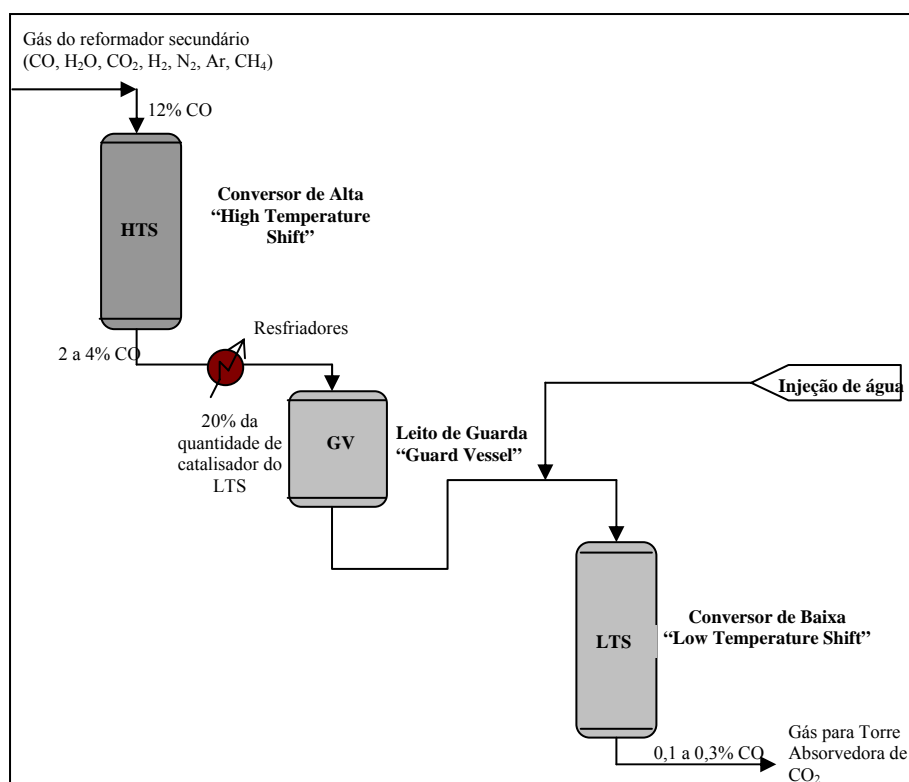 Gás do reformador secundário
(CO, H₂O, CO₂, H₂, N₂, Ar, CH₄)
12% CO
Conversor de Alta
“High Temperature
Shift”
HTS
2 a 4% CO
Resfriadores
20% da
quantidade de
catalisador do
LTS
GV
Leito de Guarda
“Guard Vessel”
Injeção de água
LTS
Conversor de Baixa
“Low Temperature Shift”
0,1 a 0,3% CO
Gás para Torre
Absorvedora de
CO₂